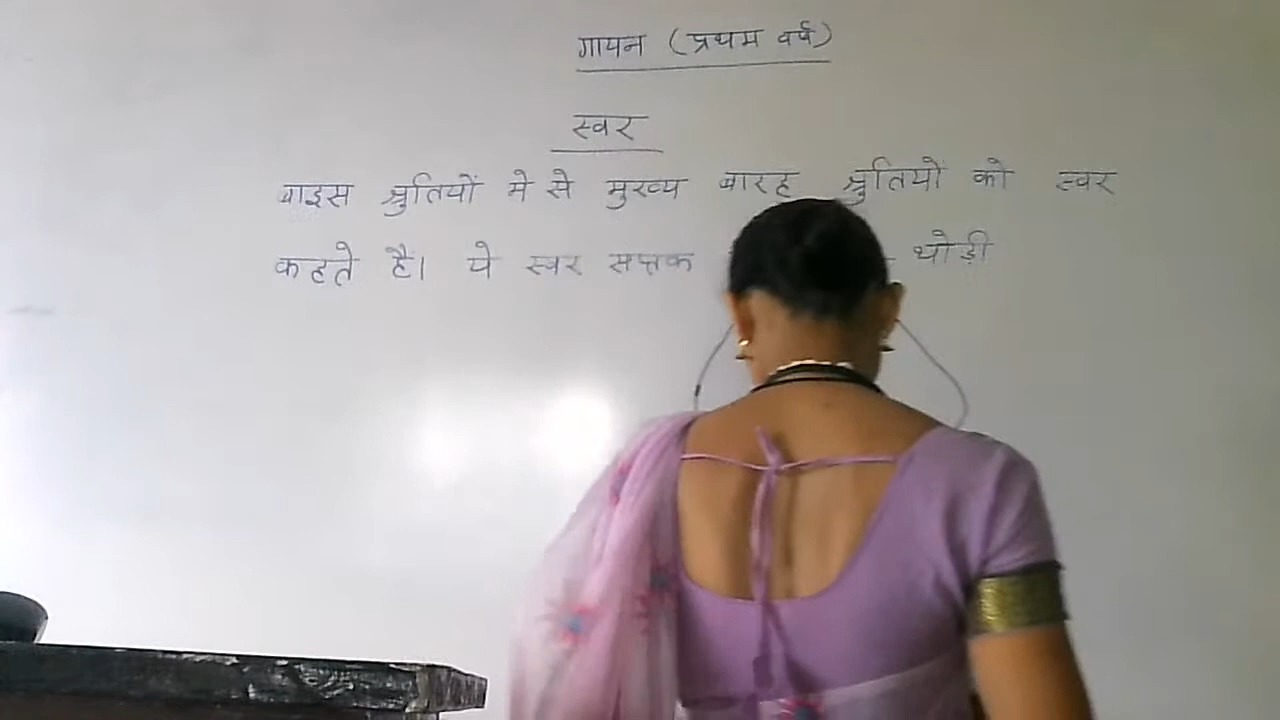 गायन (प्रथम वर्ष)
स्वर
बाइस श्रुतियों मे से मुख्य बारह श्रुतियों को स्वर
कहते है। ये स्वर सप्तक थोड़ी